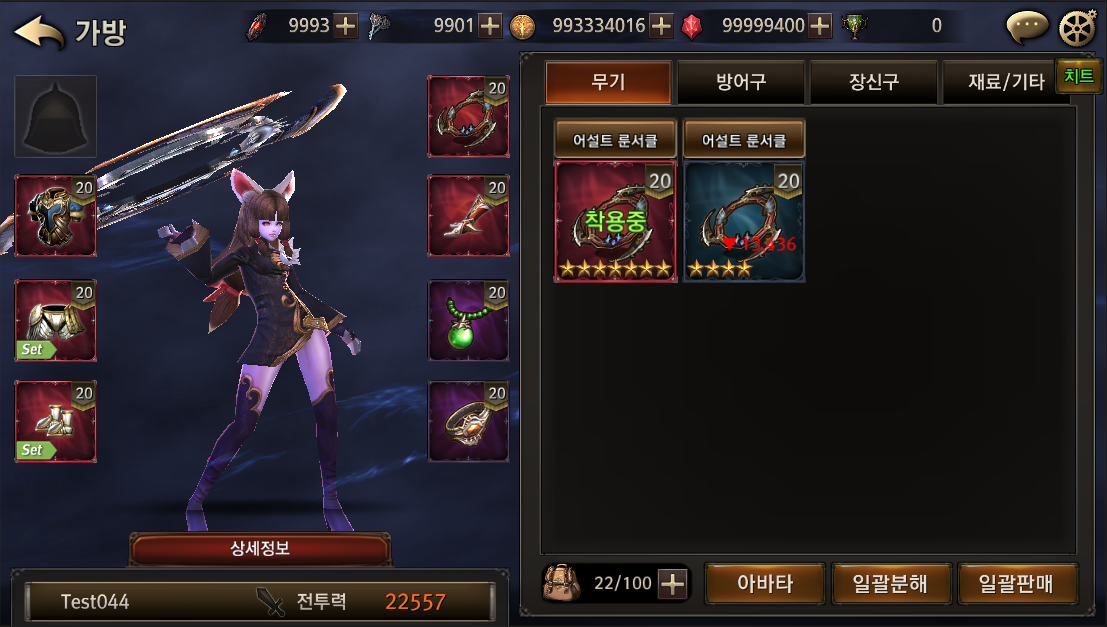 가방
9993
9901
993334016
99999400
0
무기
방어구
장신구
재료/기타
치트
어설트 룬서클
어설트 룬서클
20
착용중
20
20
20
20
20
20
Set
20
20
Set
20
상세정보
Test044
전투력
22557
22/100
아바타
일괄분해
일괄판매